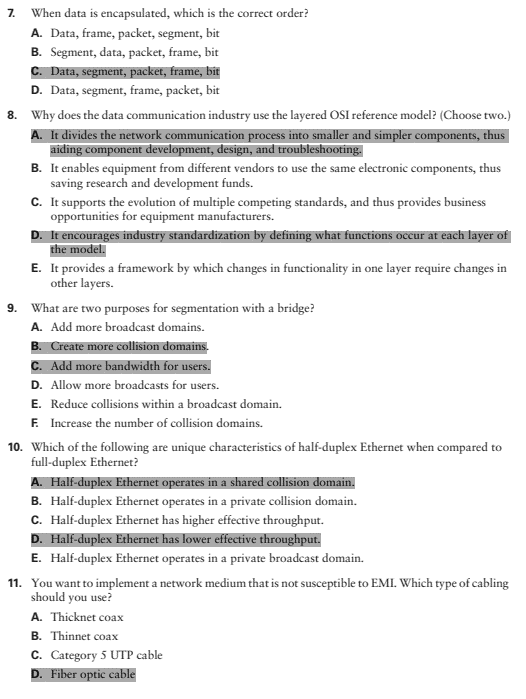 7. When data is encapsulated, which is the correct order?
A. Data, frame, packet, segment, bit
B. Segment, data, packet, frame, bit
C. Data, segment, packet, frame, bit
D. Data, segment, frame, packet, bit
8. Why does the data communication industry use the layered OSI reference model? (Choose two.)
A. It divides the network communication process into smaller and simpler components, thus
aiding component development, design, and troubleshooting.
B. It enables equipment from different vendors to use the same electronic components, thus
saving research and development funds.
C. It supports the evolution of multiple competing standards, and thus provides business
opportunities for equipment manufacturers.
D. It encourages industry standardization by defining what functions occur at each layer of
the model.
E. It provides a framework by which changes in functionality in one layer require changes in
other layers.
9. What are two purposes for segmentation with a bridge?
A. Add more broadcast domains.
B. Create more collision domains.
C. Add more bandwidth for users.
D. Allow more broadcasts for users.
E. Reduce collisions within a broadcast domain.
F. Increase the number of collision domains.
10. Which of the following are unique characteristics of half-duplex Ethernet when compared to
full-duplex Ethernet?
A. Half-duplex Ethernet operates in a shared collision domain.
B. Half-duplex Ethernet operates in a private collision domain.
C. Half-duplex Ethernet has higher effective throughput.
D. Half-duplex Ethernet has lower effective throughput.
E. Half-duplex Ethernet operates in a private broadcast domain.
11. You want to implement a network medium that is not susceptible to EMI. Which type of cabling
should you use?
A. Thicknet coax
B. Thinnet coax
C. Category 5 UTP cable
D. Fiber optic cable